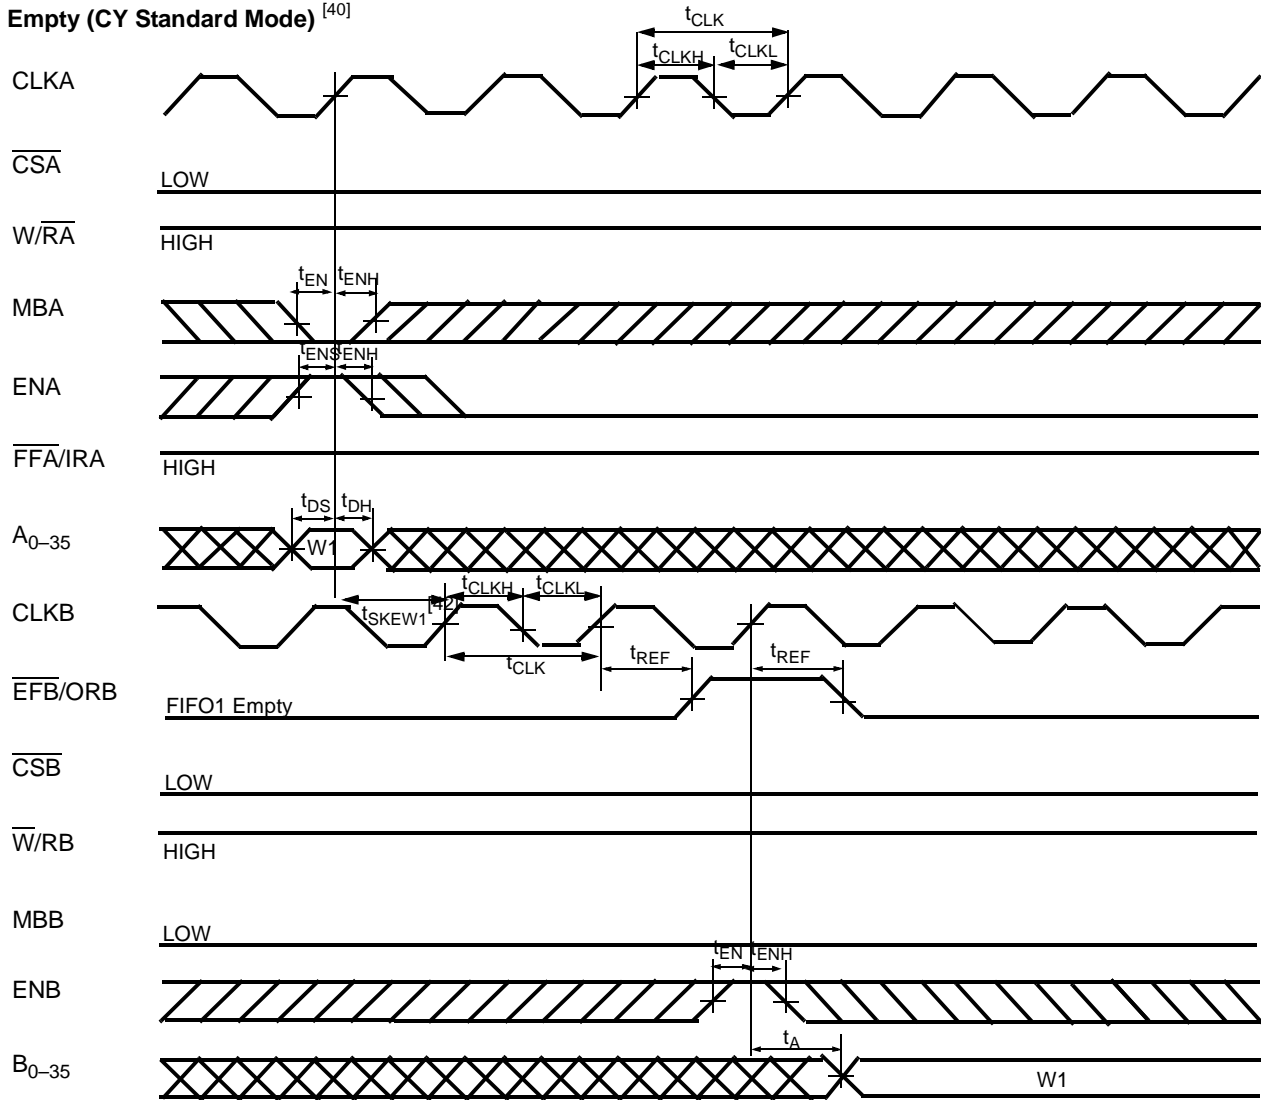 Empty (CY Standard Mode) [40]
tCLK
tCLKH tCLKL
CLKA
CSA
LOW
W/RA
HIGH
tEN tENH
MBA
tENS tENH
ENA
FFA/IRA
HIGH
tDS tDH
A0–35
W1
tCLKH tCLKL
CLKB
tSKEW1[42]
tCLK
tREF tREF
EFB/ORB
FIFO1 Empty
CSB
LOW
W/RB
HIGH
MBB
LOW
tEN tENH
ENB
tA
B0–35
W1